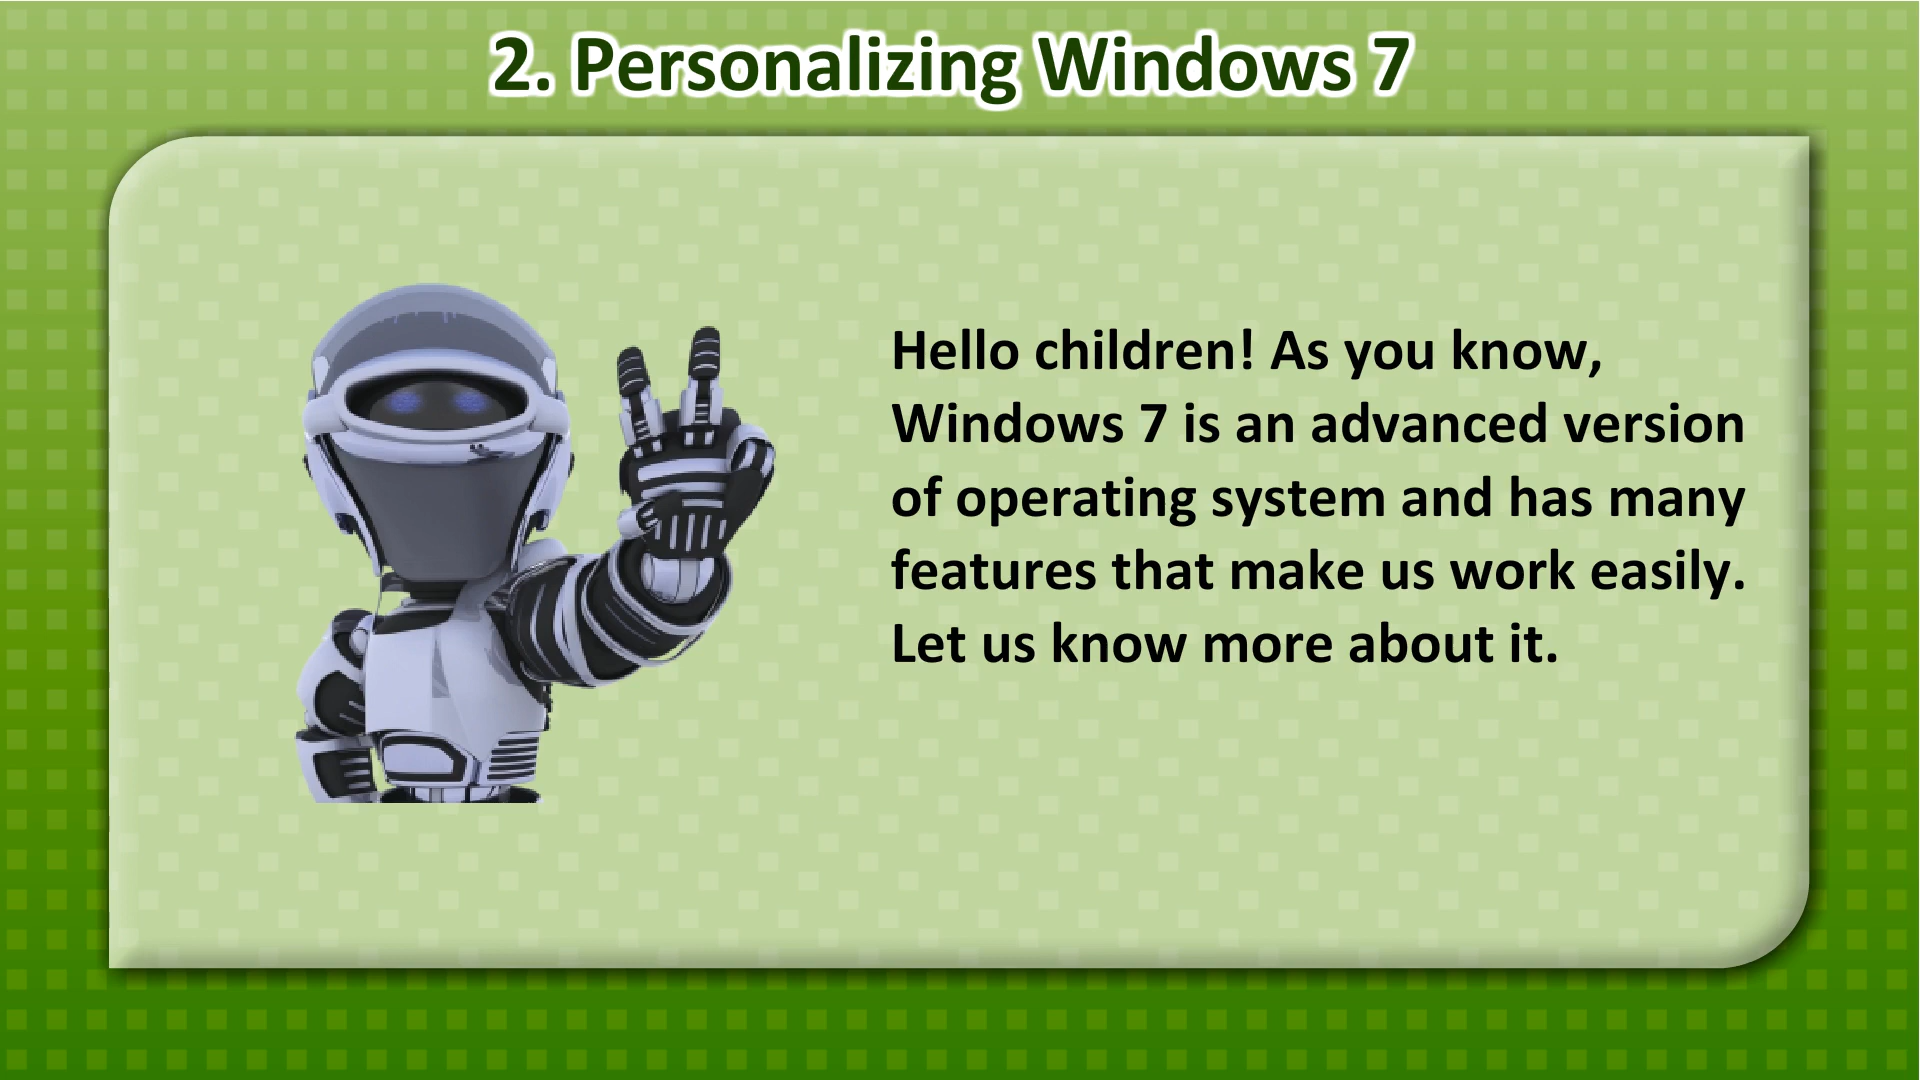 2. Personalizing Windows 7
Hello children! As you know,
Windows 7 is an advanced version
of operating system and has many
features that make us work easily.
Let us know more about it.